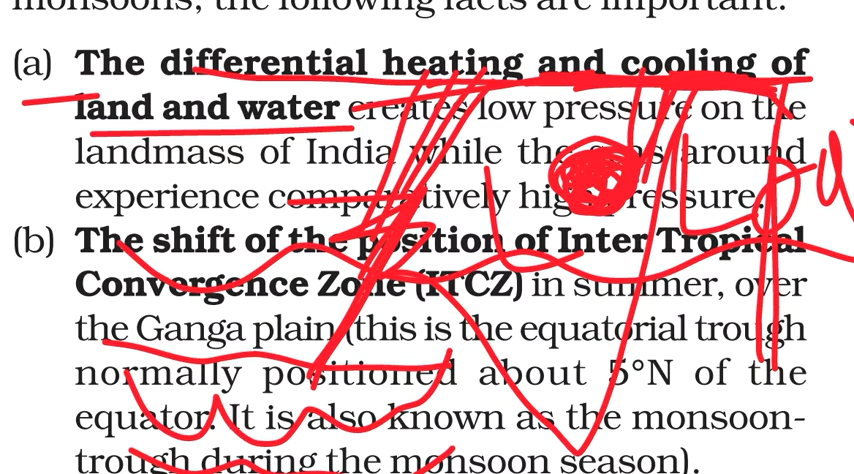 monsoons, the following facts are important:
(a) The differential heating and cooling of
land and water creates low pressure on the
landmass of India while the seas around
experience comparatively high pressure.
(b) The shift of the position of Inter Tropical
Convergence Zone (ITCZ) in summer, over
the Ganga plain (this is the equatorial trough
normally positioned about 5°N of the
equator. It is also known as the monsoon-
trough during the monsoon season).